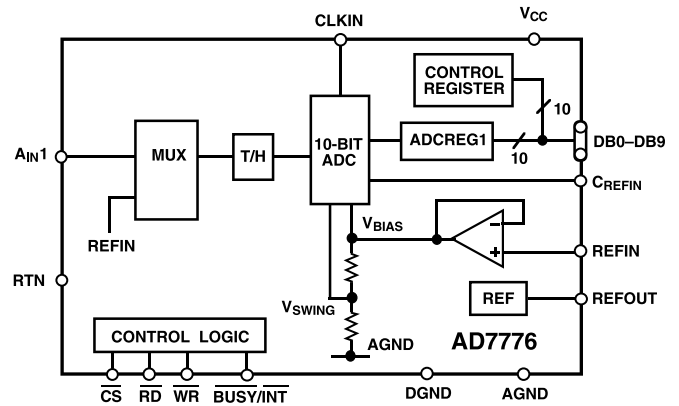 CLKIN
VCC
CONTROL
REGISTER
10
MUX
T/H
10-BIT
ADC
ADCREG1
10
DB0–DB9
AIN1
CREFIN
REFIN
VBIAS
REFIN
RTN
VSWING
REF
REFOUT
CONTROL LOGIC
AGND
AD7776
CS
RD
WR
BUSY/INT
DGND
AGND